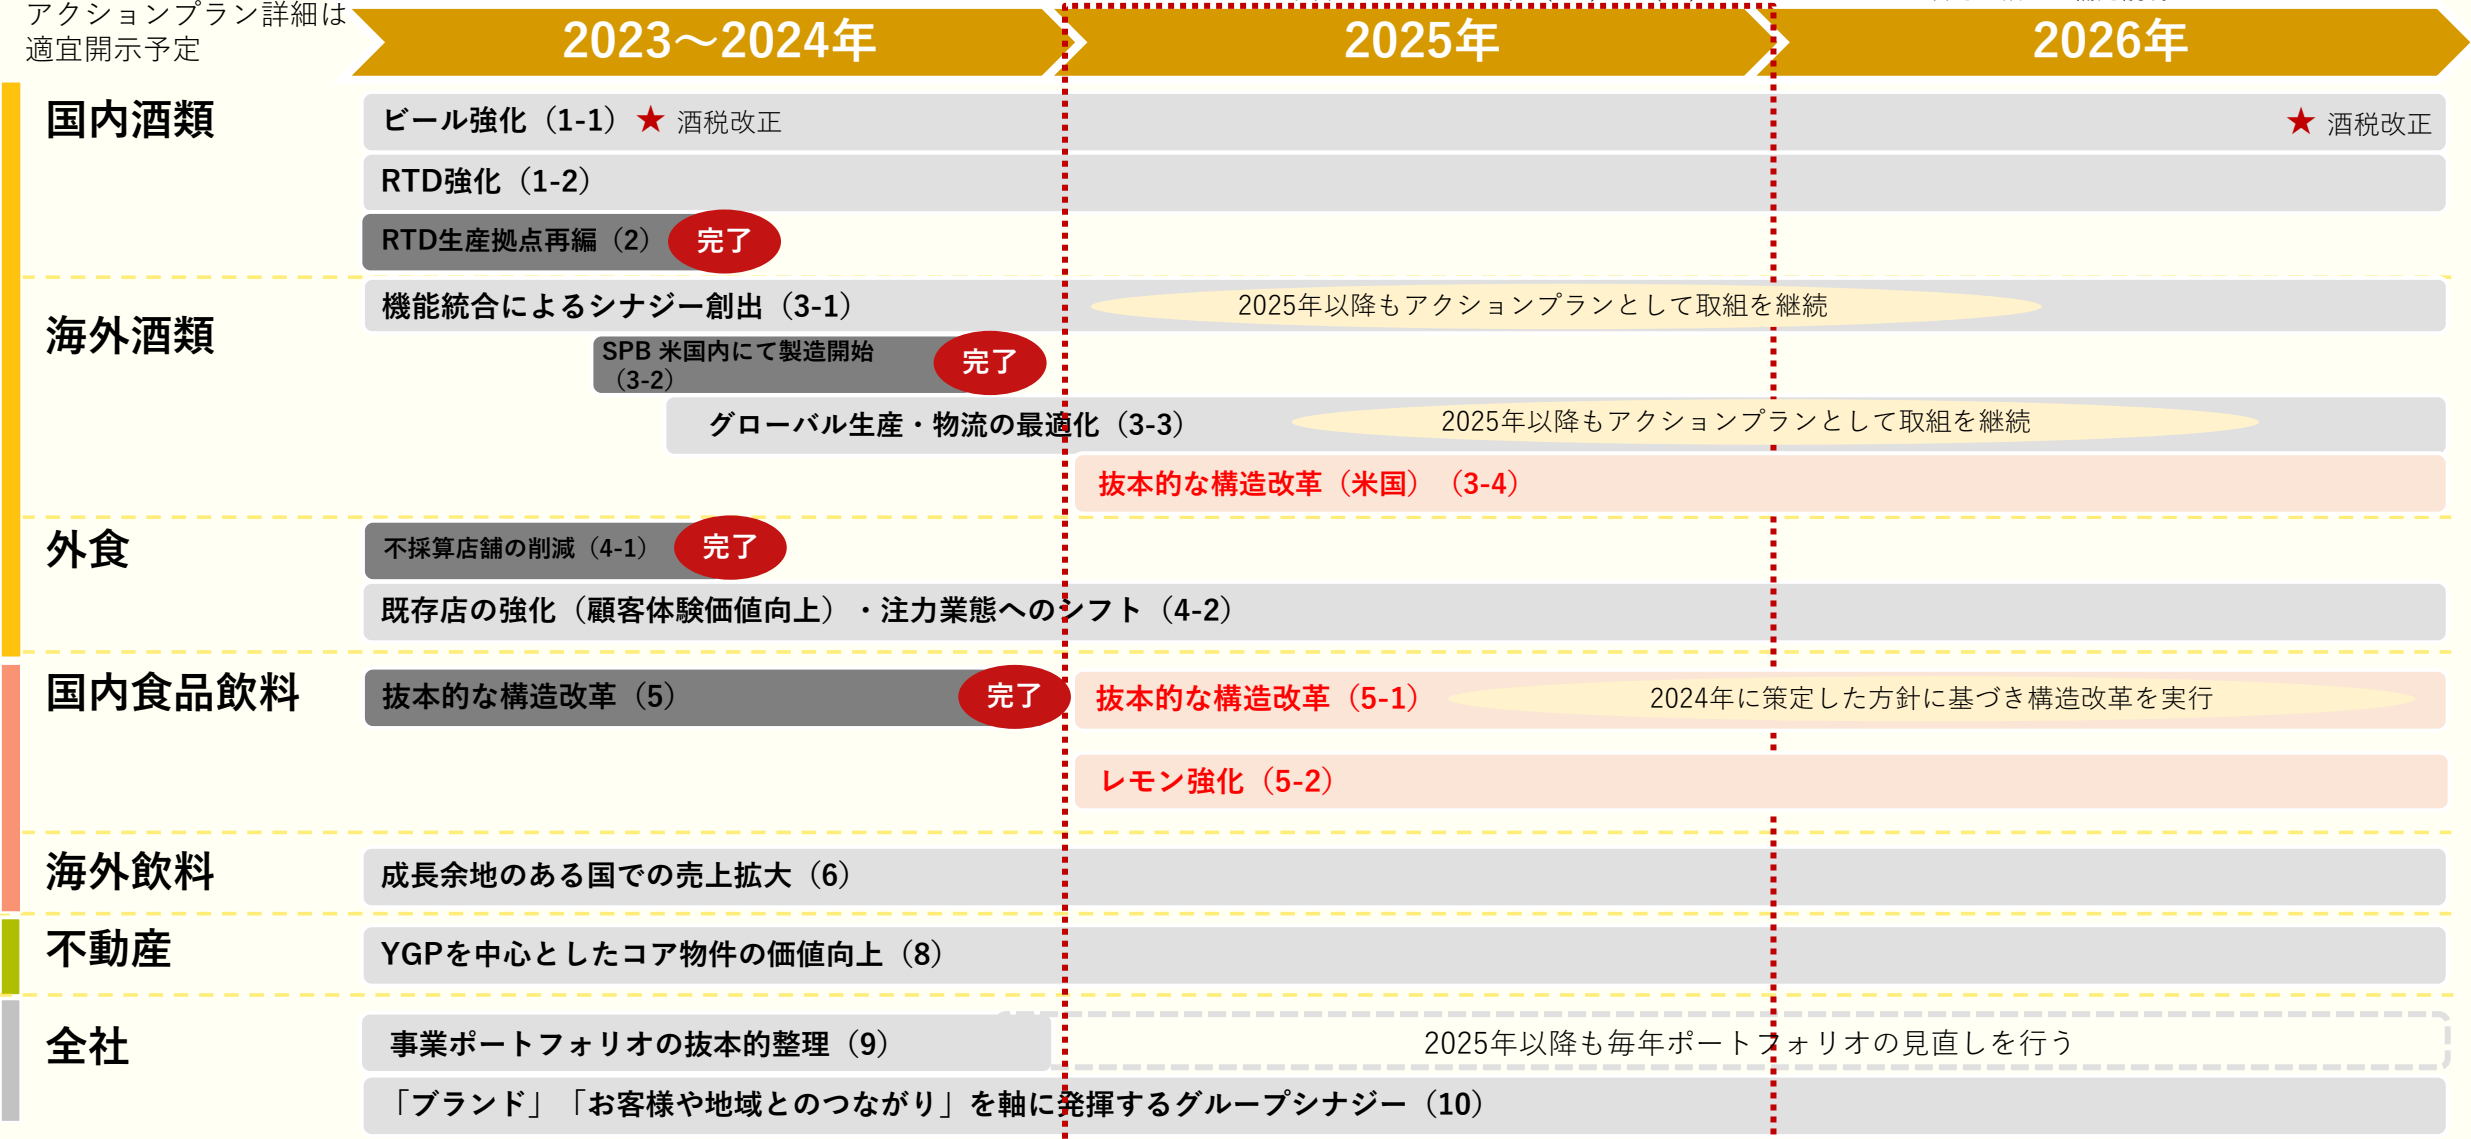 アクションプラン詳細は
適宜開示予定
2023～2024年
2025年
2026年
国内酒類
ビール強化（1-1）
★ 酒税改正
★ 酒税改正
RTD強化（1-2）
RTD生産拠点再編（2）
完了
海外酒類
機能統合によるシナジー創出（3-1）
2025年以降もアクションプランとして取組を継続
SPB 米国内にて製造開始
（3-2）
完了
グローバル生産・物流の最適化（3-3）
2025年以降もアクションプランとして取組を継続
抜本的な構造改革（米国）（3-4）
外食
不採算店舗の削減（4-1）
完了
既存店の強化（顧客体験価値向上）・注力業態へのシフト（4-2）
国内食品飲料
抜本的な構造改革（5）
完了
抜本的な構造改革（5-1）
2024年に策定した方針に基づき構造改革を実行
レモン強化（5-2）
海外飲料
成長余地のある国での売上拡大（6）
不動産
YGPを中心としたコア物件の価値向上（8）
全社
事業ポートフォリオの抜本的整理（9）
2025年以降も毎年ポートフォリオの見直しを行う
「ブランド」「お客様や地域とのつながり」を軸に発揮するグループシナジー（10）